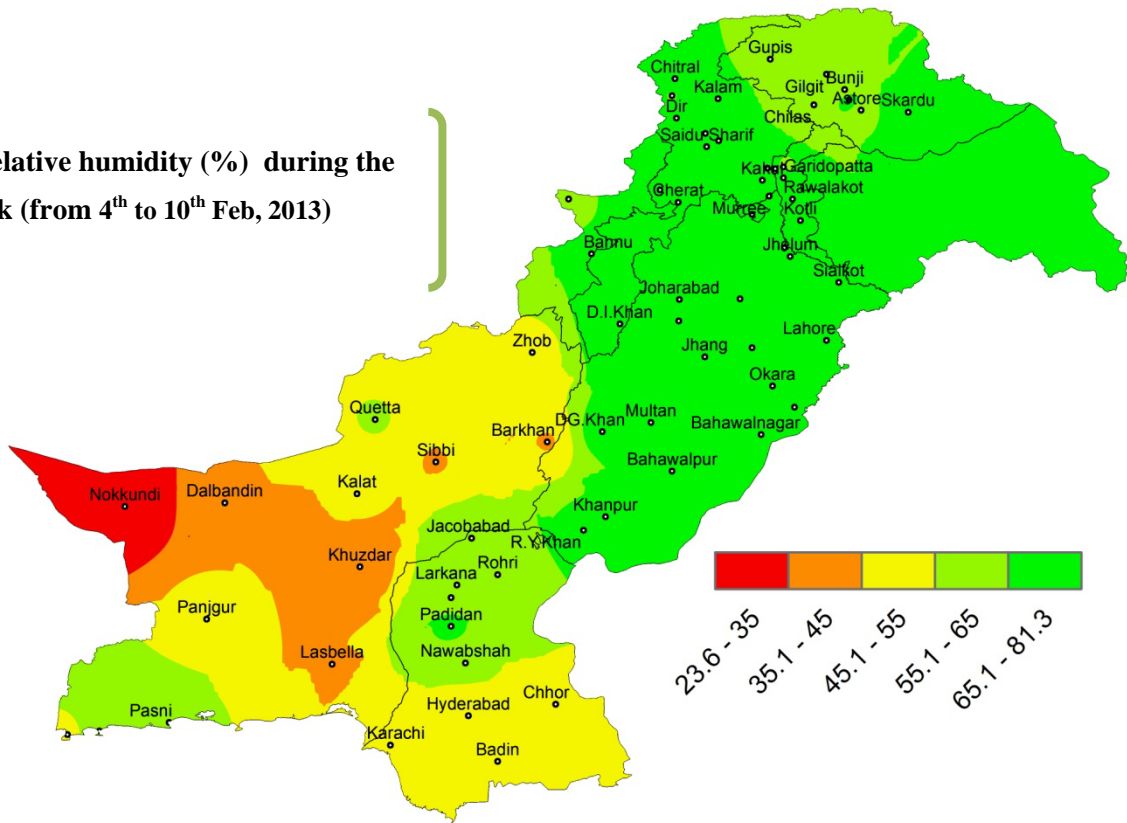 elative humidity (%) during the
k (from 4th to 10th Feb, 2013)
Gupis
Chitral
Bunji
Kalam
Gilgit
Astore Skardu
Dir
Chilas
Saidu Sharif
Garidopatta
Cherat
Rawalakot
Murree
Kotli
Bannu
Jhelum
Sialkot
Joharabad
D.I.Khan
Lahore
Zhob
Jhang
Okara
Quetta
DG.Khan
Multan
Barkhan
Bahawalnagar
Sibbi
Bahawalpur
Kalat
Nokkundi
Dalbandin
Khanpur
Jacobabad
R.Y.Khan
Khuzdar
Rohri
Larkana
Panjgur
Padidan
Lasbella
Nawabshah
Chhor
Pasni
Hyderabad
Karachi
Badin
23.6 - 35
35.1 - 45
45.1 - 55
55.1 - 65
65.1 - 81.3